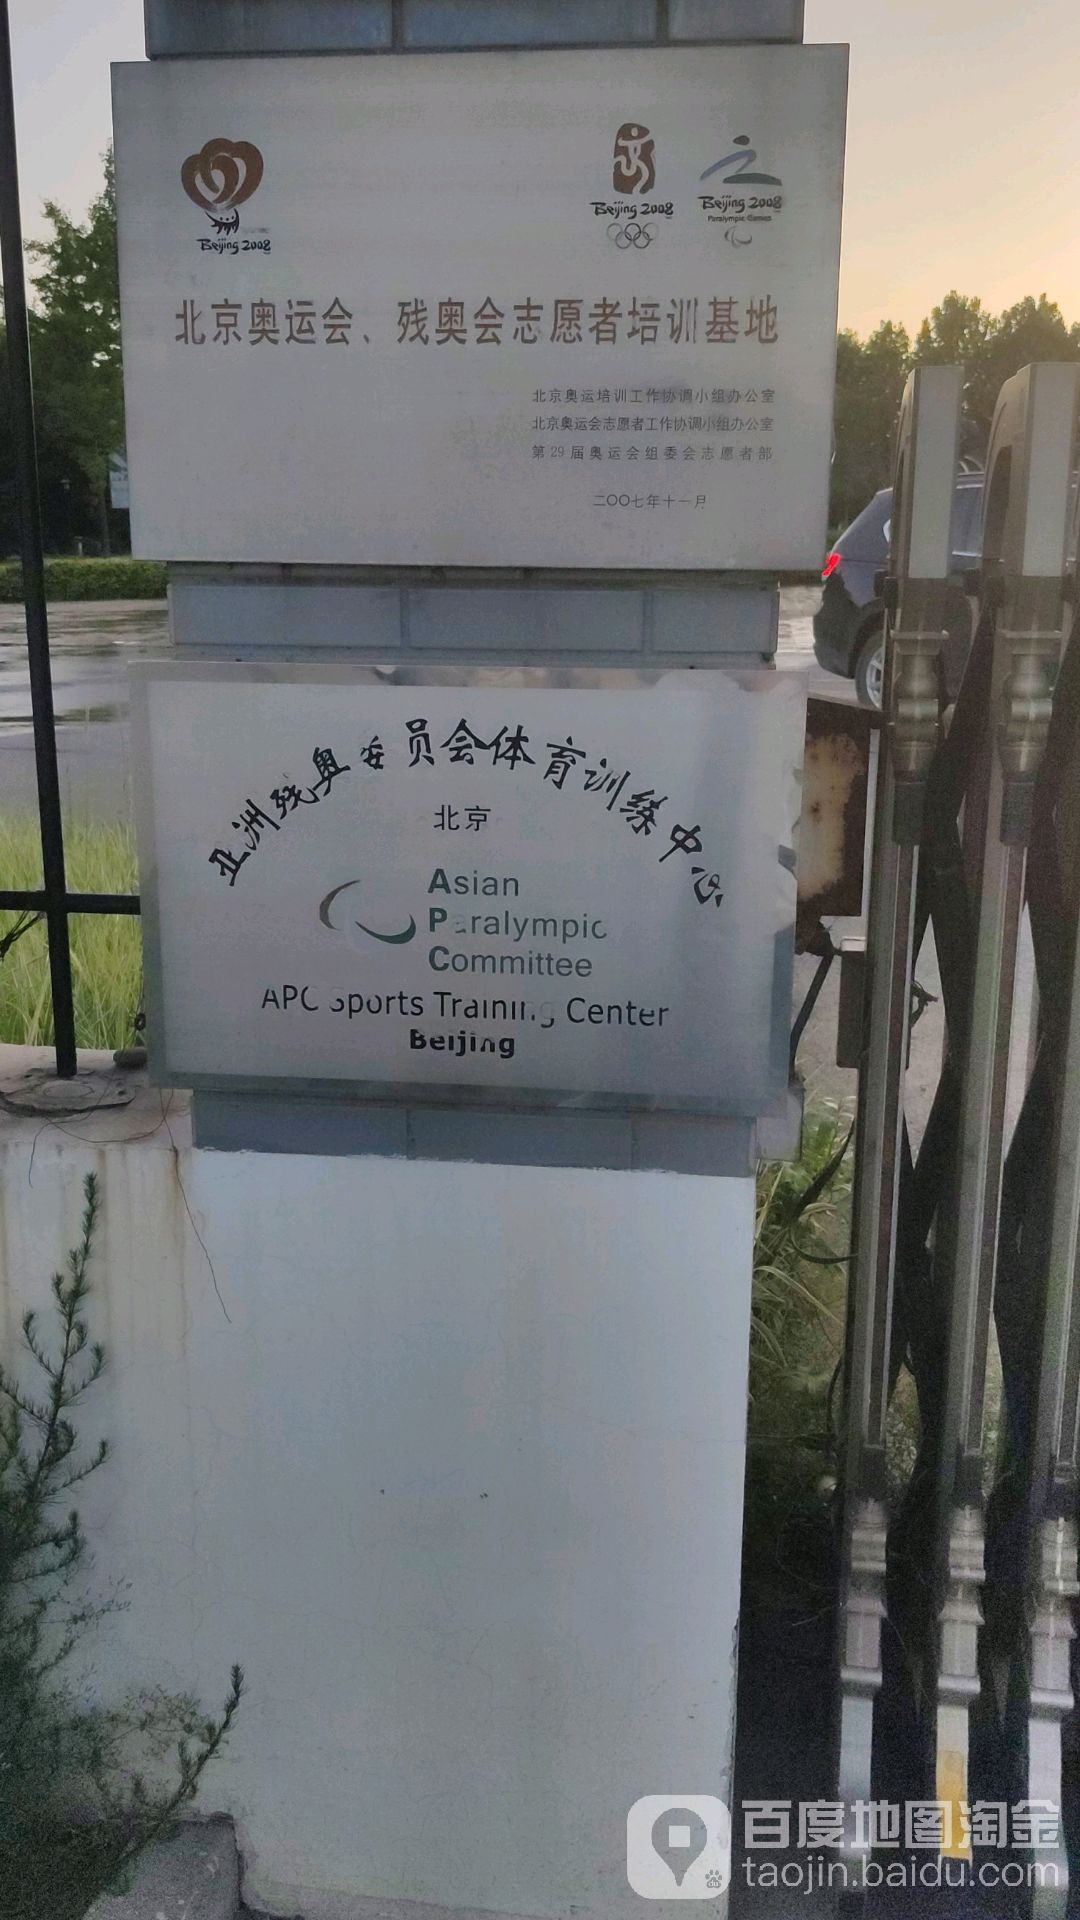 Beijing 2008
Beijing 2008
Beijing 2008
Paralympic Games
北京奥运会、残奥会志愿者培训基地
北京奥运培训工作协调小组办公室
北京奥运会志愿者工作协调小组办公室
第29届奥运会组委会志愿者部
二〇〇七年十一月
亚洲残奥委员会体育训练中心
北京
Asian
Paralympic
Committee
APC Sports Training Center
Beijing
百度地图淘金
taojin.baidu.com